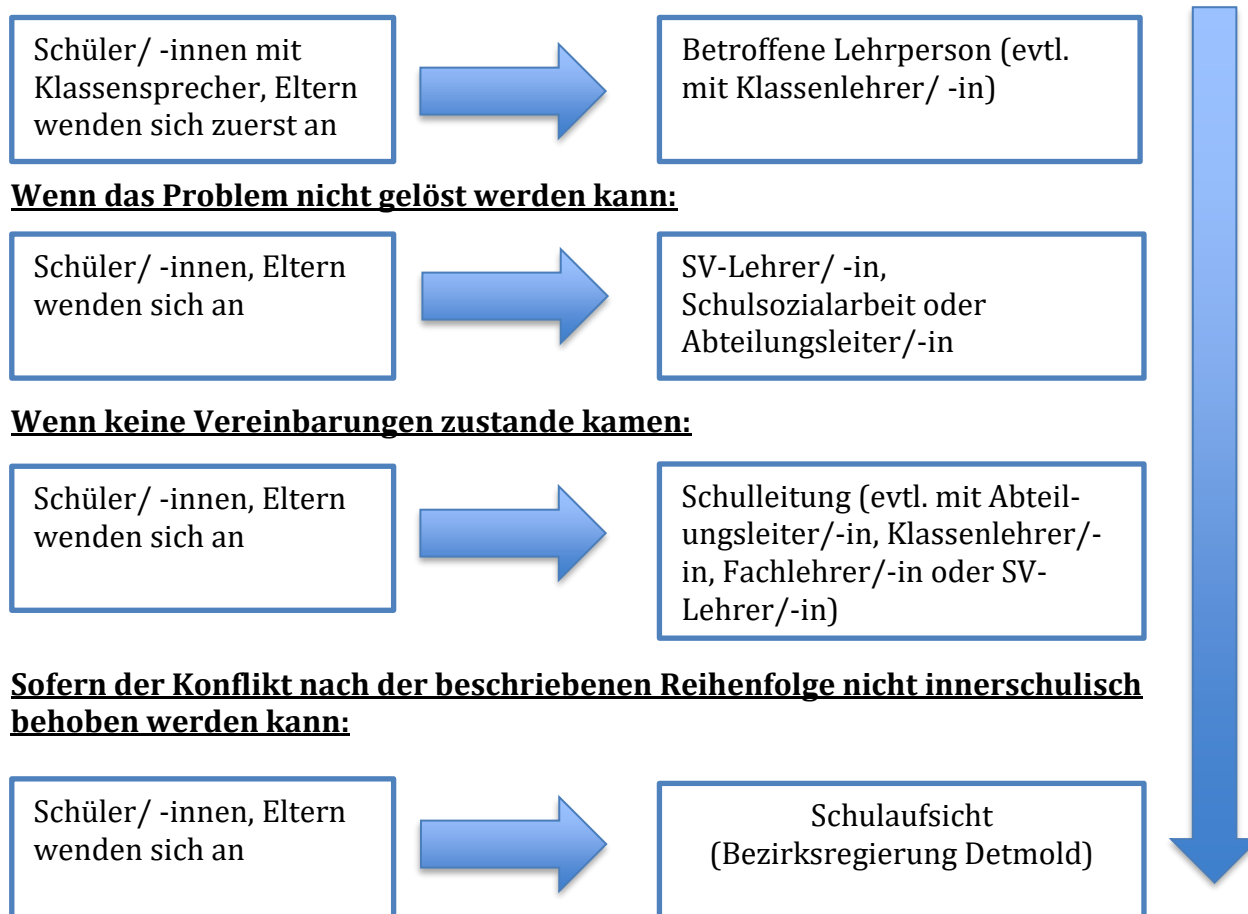 Schüler/ -innen mit
Klassensprecher, Eltern
wenden sich zuerst an
Betroffene Lehrperson (evtl.
mit Klassenlehrer/ -in)
Wenn das Problem nicht gelöst werden kann:
Schüler/ -innen, Eltern
wenden sich an
SV-Lehrer/ -in,
Schulsozialarbeit oder
Abteilungsleiter/-in
Wenn keine Vereinbarungen zustande kamen:
Schüler/ -innen, Eltern
wenden sich an
Schulleitung (evtl. mit Abteil-
ungsleiter/-in, Klassenlehrer/-
in, Fachlehrer/-in oder SV-
Lehrer/-in)
Sofern der Konflikt nach der beschriebenen Reihenfolge nicht innerschulisch
behoben werden kann:
Schüler/ -innen, Eltern
wenden sich an
Schulaufsicht
(Bezirksregierung Detmold)